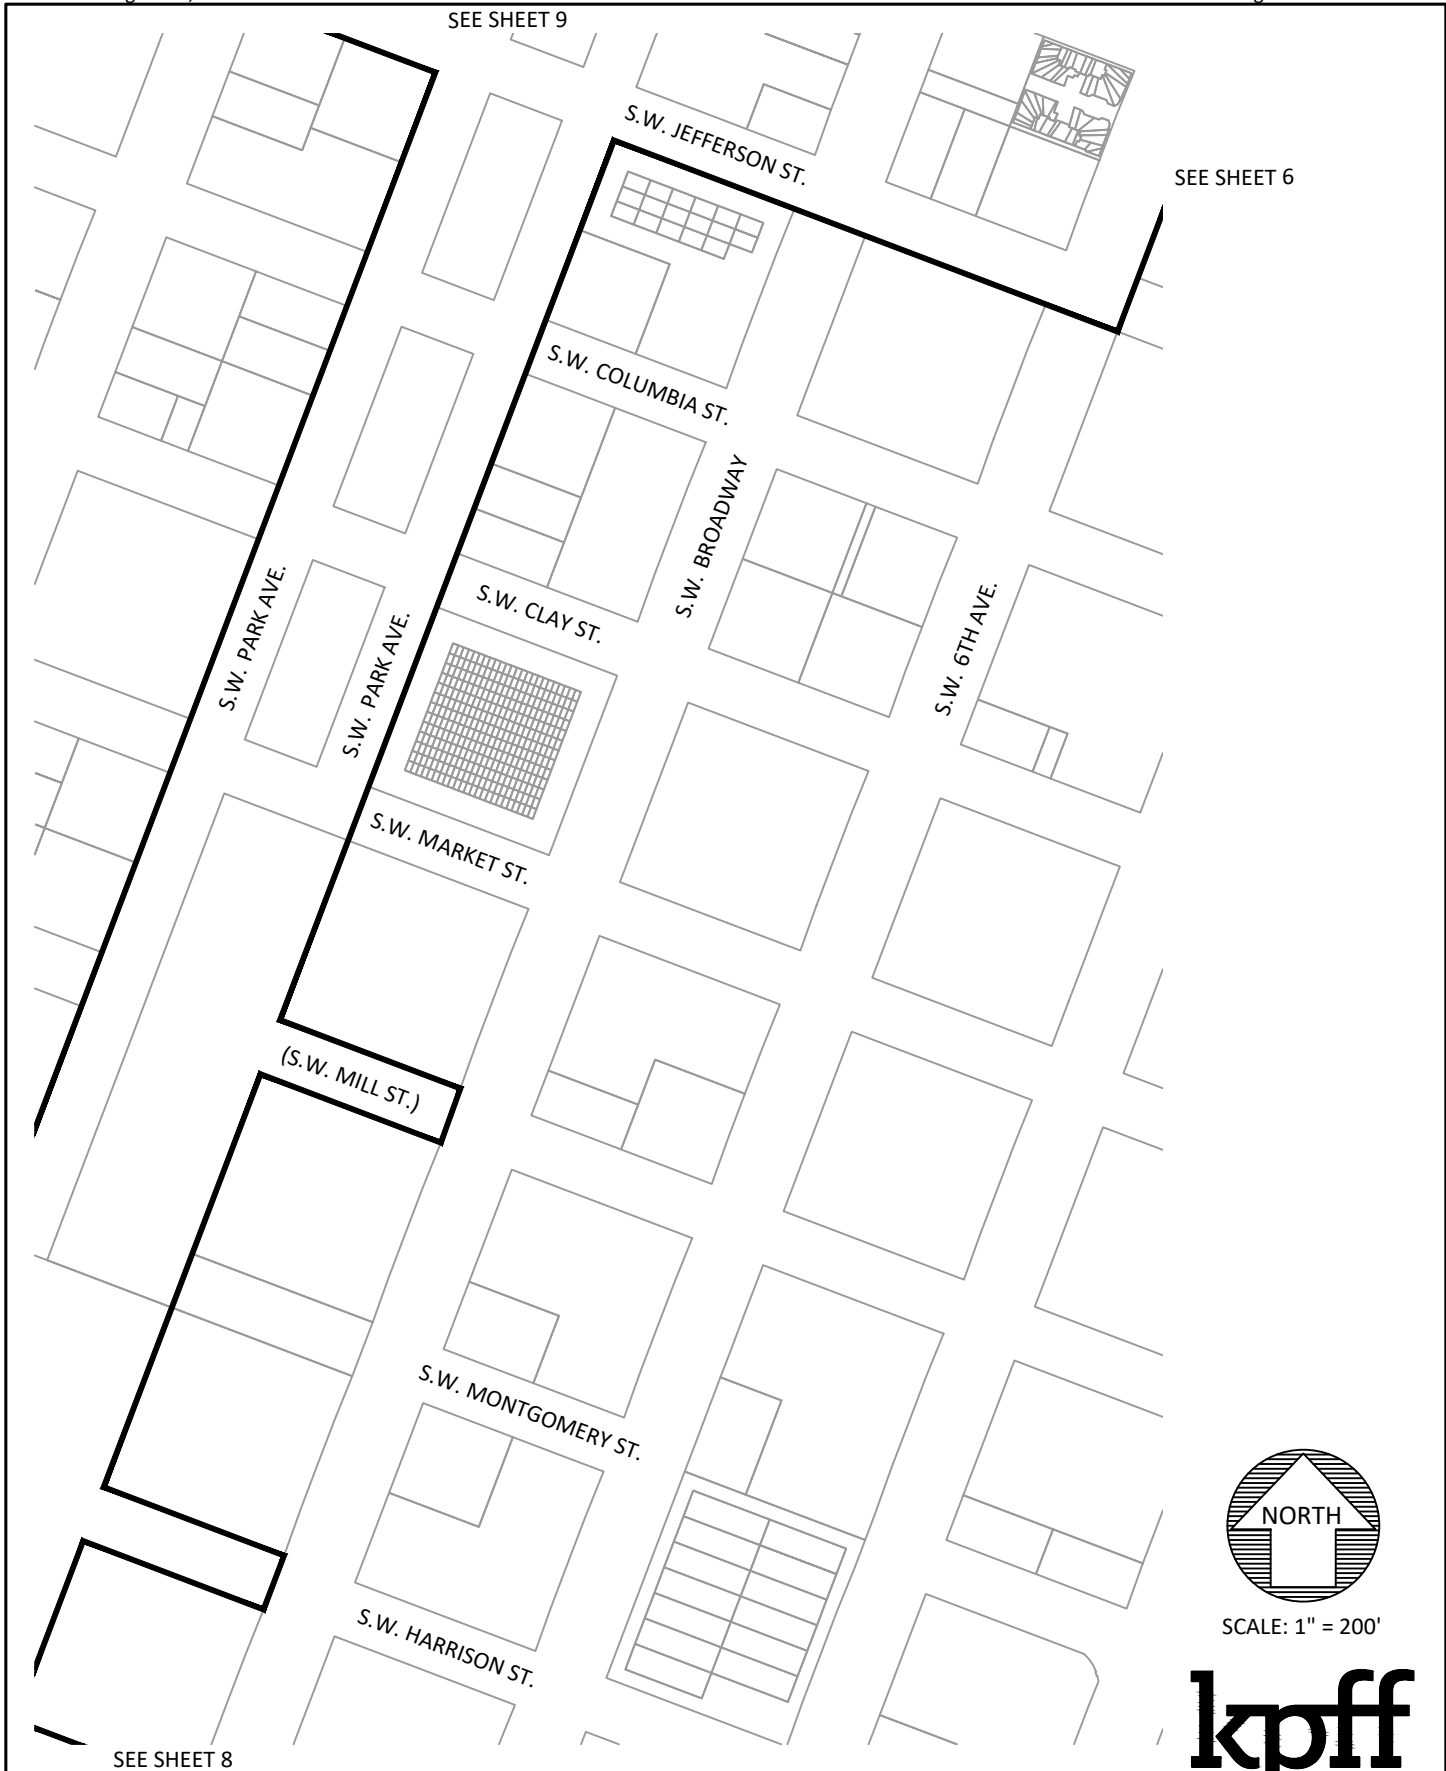 SEE SHEET 9
S.W. JEFFERSON ST.
SEE SHEET 6
S.W. COLUMBIA ST.
S.W. BROADWAY
S.W. CLAY ST.
S.W. PARK AVE.
S.W. PARK AVE.
S.W. 6TH AVE.
S.W. MARKET ST.
(S.W. MILL ST.)
S.W. MONTGOMERY ST.
NORTH
S.W. HARRISON ST.
SCALE: 1" = 200'
kpff
SEE SHEET 8